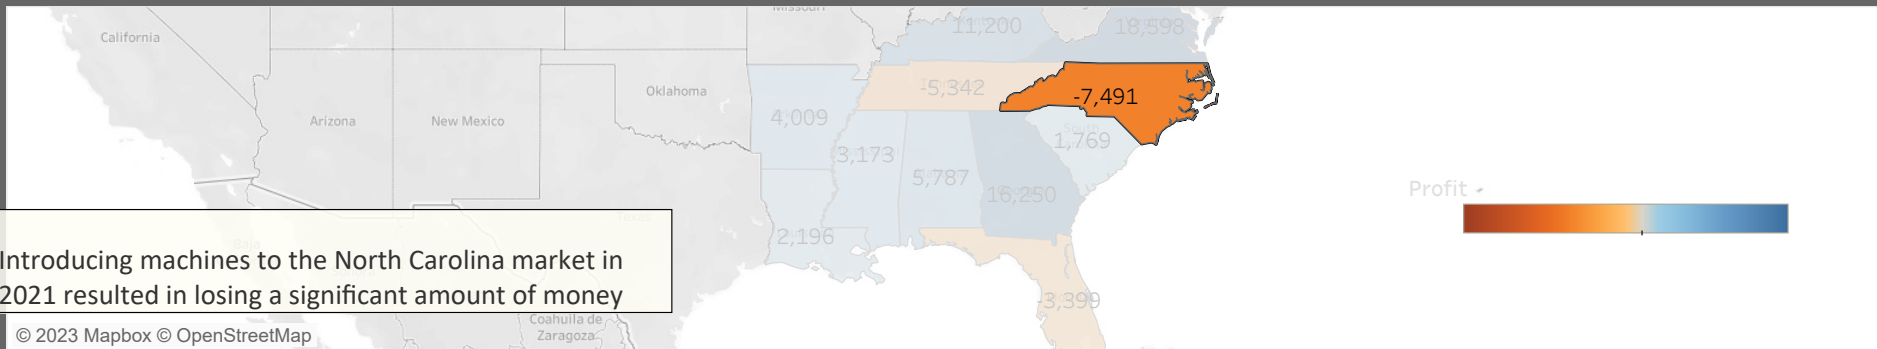 Missouri
California
11,200
18,598
Oklahoma
-5,342
-7,491
Arizona
New Mexico
4,009
3,173
1,769
5,787
16,250
Profit
Texas
2,196
Baja
Introducing machines to the North Carolina market in
2021 resulted in losing a significant amount of money
-3,399
Coahuila de
Zaragoza
© 2023 Mapbox © OpenStreetMap